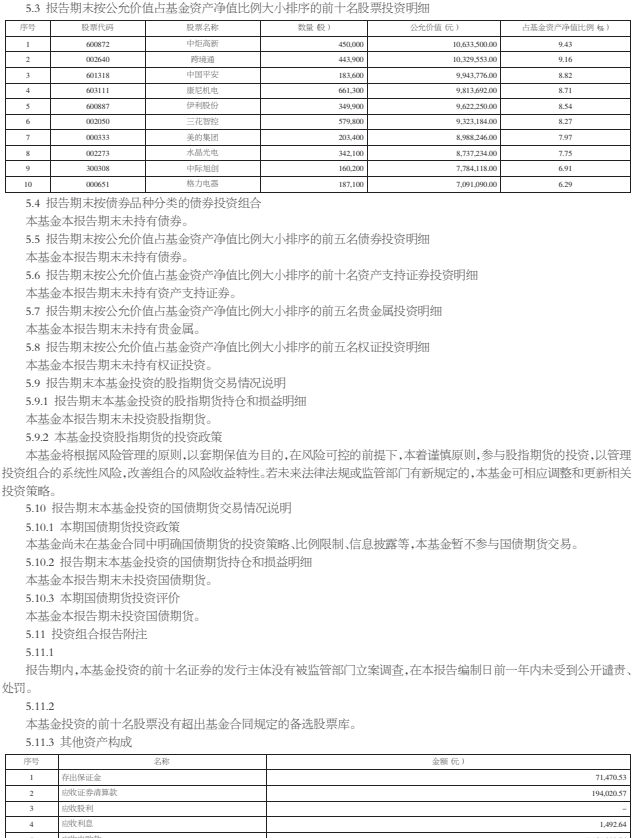 5.3 报告期末按公允价值占基金资产净值比例大小排序的前十名股票投资明细
序号 股票代码 股票名称 数量(股) 公允价值(元) 占基金资产净值比例(%)
1 600872 中炬高新 450,000 10,633,500.00 9.43
2 002640 跨境通 443,900 10,329,553.00 9.16
3 601318 中国平安 183,600 9,943,776.00 8.82
4 603111 康尼机电 661,300 9,813,692.00 8.71
5 600887 伊利股份 349,900 9,622,250.00 8.54
6 002050 三花智控 579,800 9,323,184.00 8.27
7 000333 美的集团 203,400 8,988,246.00 7.97
8 002273 水晶光电 342,100 8,737,234.00 7.75
9 300308 中际旭创 160,200 7,784,118.00 6.91
10 000651 格力电器 187,100 7,091,090.00 6.29
5.4 报告期末按债券品种分类的债券投资组合
本基金本报告期末未持有债券。
5.5 报告期末按公允价值占基金资产净值比例大小排序的前五名债券投资明细
本基金本报告期末未持有债券。
5.6 报告期末按公允价值占基金资产净值比例大小排序的前十名资产支持证券投资明细
本基金本报告期末未持有资产支持证券。
5.7 报告期末按公允价值占基金资产净值比例大小排序的前五名贵金属投资明细
本基金本报告期末未持有贵金属。
5.8 报告期末按公允价值占基金资产净值比例大小排序的前五名权证投资明细
本基金本报告期末未持有权证投资。
5.9 报告期末本基金投资的股指期货交易情况说明
5.9.1 报告期末本基金投资的股指期货持仓和损益明细
本基金本报告期末未投资股指期货。
5.9.2 本基金投资股指期货的投资政策
本基金将根据风险管理的原则,以套期保值为目的,在风险可控的前提下,本着谨慎原则,参与股指期货的投资,以管理
投资组合的系统性风险,改善组合的风险收益特性。若未来法律法规或监管部门有新规定的,本基金可相应调整和更新相关
投资策略。
5.10 报告期末本基金投资的国债期货交易情况说明
5.10.1 本期国债期货投资政策
本基金尚未在基金合同中明确国债期货的投资策略、比例限制、信息披露等,本基金暂不参与国债期货交易。
5.10.2 报告期末本基金投资的国债期货持仓和损益明细
本基金本报告期末未投资国债期货。
5.10.3 本期国债期货投资评价
本基金本报告期未投资国债期货。
5.11 投资组合报告附注
5.11.1
报告期内,本基金投资的前十名证券的发行主体没有被监管部门立案调查,在本报告编制日前一年内未受到公开谴责、
处罚。
5.11.2
本基金投资的前十名股票没有超出基金合同规定的备选股票库。
5.11.3 其他资产构成
序号 名称 金额(元)
1 存出保证金 71,470.53
2 应收证券清算款 194,020.57
3 应收股利 -
4 应收利息 1,492.64